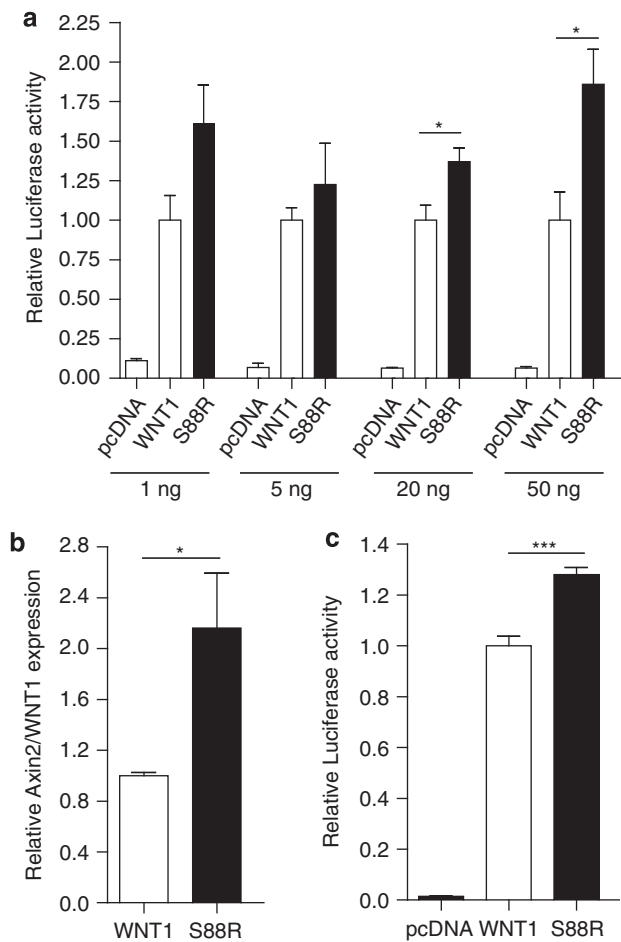 a
Relative Luciferase activity
2.25
2.00
1.75
1.50
1.25
1.00
0.75
0.50
0.25
0.00
*
*
pcDNA WNT1 S88R pcDNA WNT1 S88R pcDNA WNT1 S88R pcDNA WNT1 S88R
1 ng 5 ng 20 ng 50 ng
b
Relative Axin2/WNT1 expression
2.8
2.4
2.0
1.2
0.8
0.4
0.0
*
WNT1 S88R
c
Relative Luciferase activity
1.4
1.2
1.0
0.8
0.6
0.4
0.2
0.0
***
pcDNA WNT1 S88R